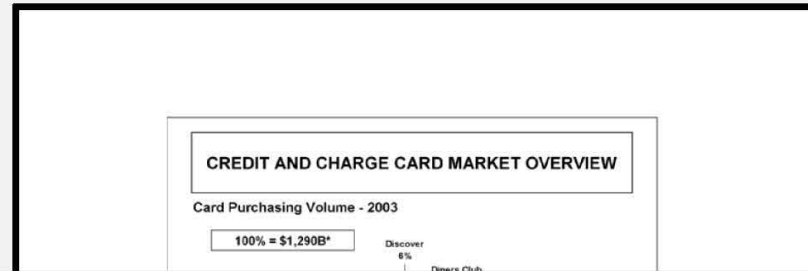 CREDIT AND CHARGE CARD MARKET OVERVIEW
Card Purchasing Volume - 2003
100% = $1,290B*
Discover
6%
Diners Club